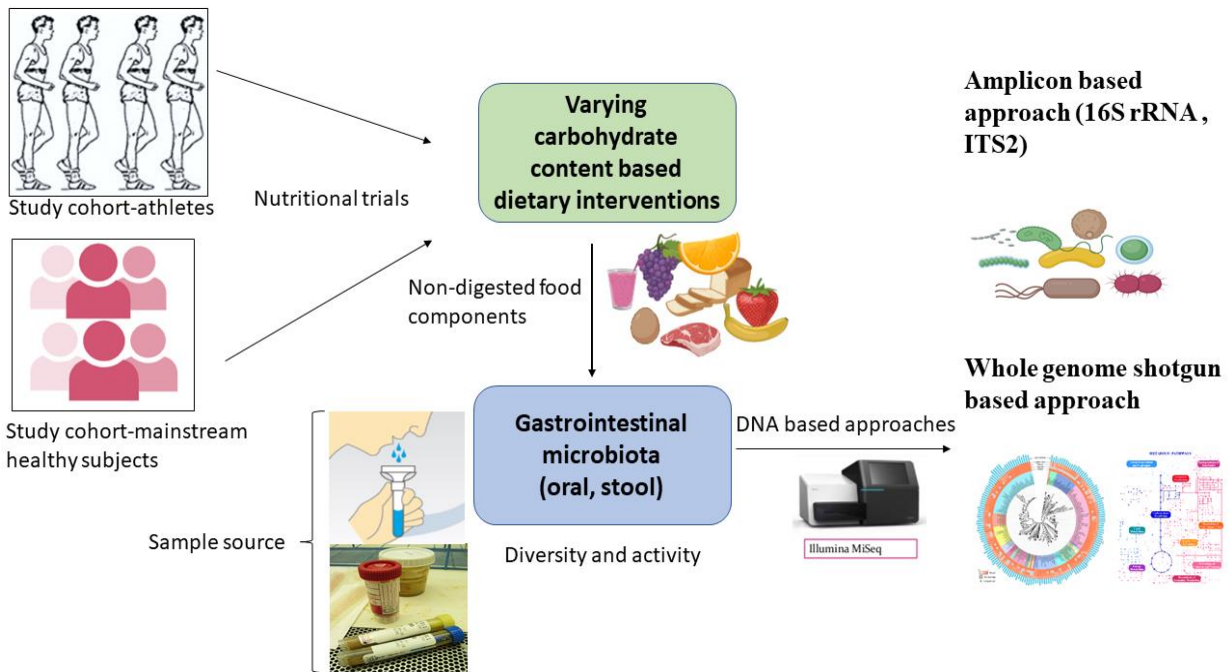 Study cohort-athletes
Nutritional trials
Study cohort-mainstream
healthy subjects
Varying
carbohydrate
content based
dietary interventions
Non-digested food
components
Gastrointestinal
microbiota
(oral, stool)
Diversity and activity
Sample source
DNA based approaches
Illumina MiSeq
Amplicon based
approach (16S rRNA ,
ITS2)
Whole genome shotgun
based approach